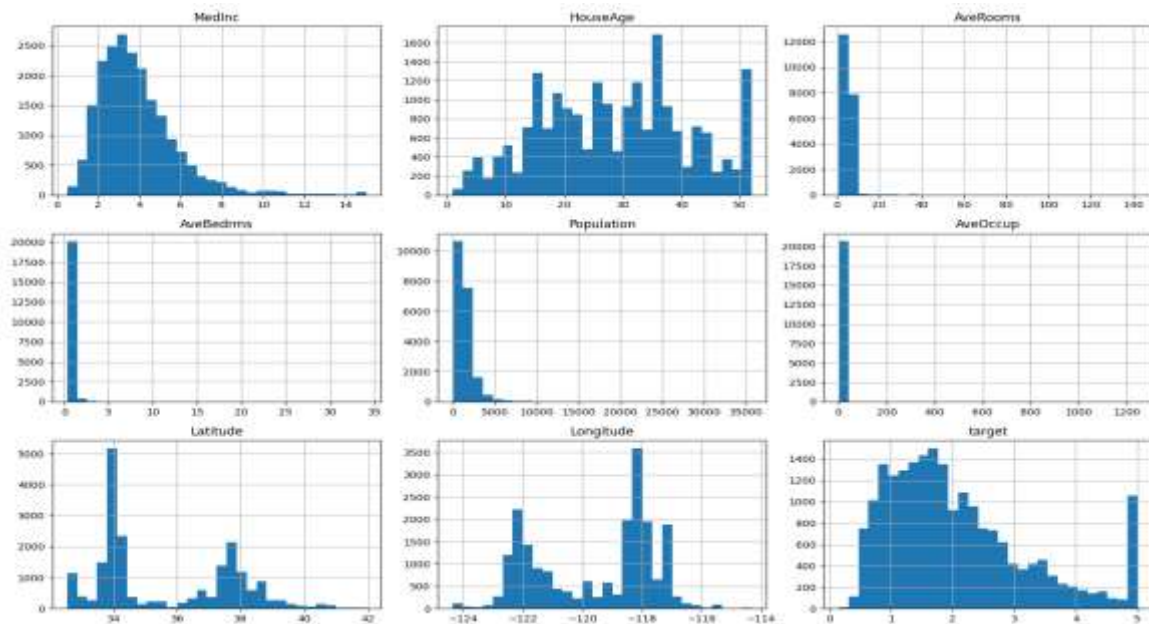 MedInc HouseAge AveRooms
2500 2000 1500 1000 500 0
1600 1400 1200 1000 800 600 400 200 0
12000 10000 8000 6000 4000 2000 0
0 2 4 6 8 10 12 14
0 10 20 30 40 50
0 20 40 60 80 100 120 140
AveBedrms Population AveOccup
20000 17500 15000 12500 10000 7500 5000 2500 0
10000 8000 6000 4000 2000 0
20000 17500 15000 12500 10000 7500 5000 2500 0
0 5 10 15 20 25 30 35
0 5000 10000 15000 20000 25000 30000 35000
0 200 400 600 800 1000 1200
Latitude Longitude target
5000 4000 3000 2000 1000 0
3500 3000 2500 2000 1500 1000 500 0
1400 1200 1000 800 600 400 200 0
34 36 38 40 42
−124 −122 −120 −118 −116 −114
0 1 2 3 4 5